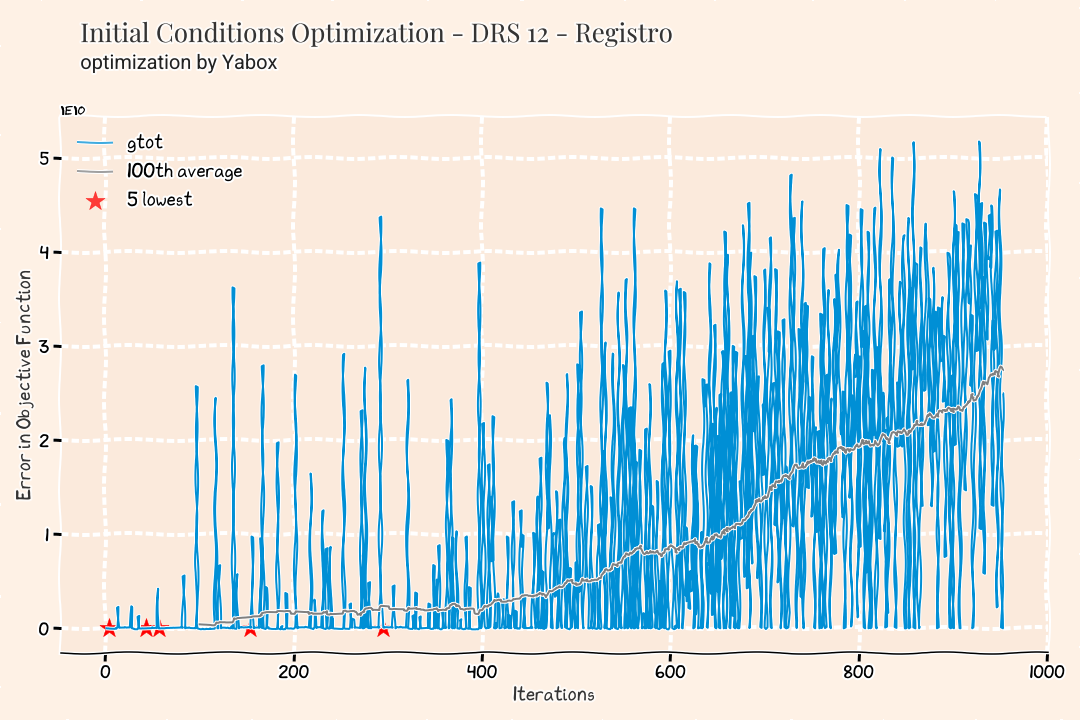 Initial Conditions Optimization - DRS 12 - Registro
optimization by Yabox
1E10
gtot
100th average
5 lowest
5
4
3
2
1
0
Error in Objective Function
0 200 400 600 800 1000
Iterations